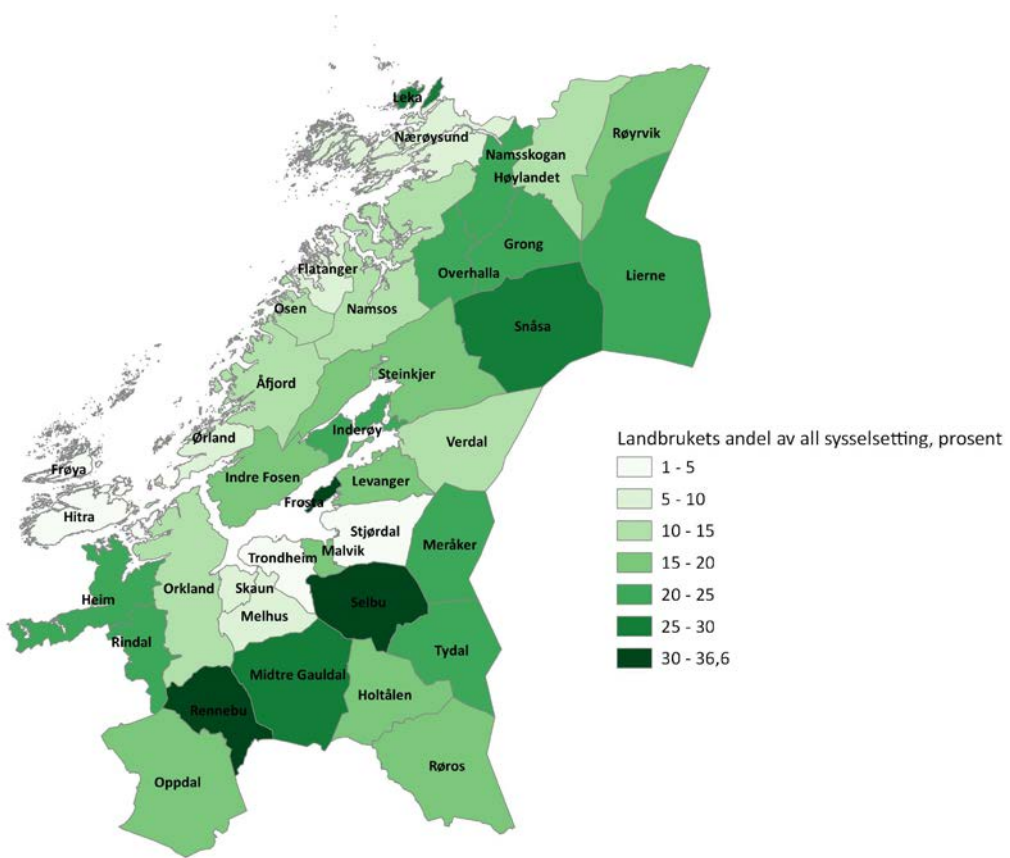 Leka
Nærøysund
Røyrvik
Namsskogan
Høylandet
Grong
Flatanger
Overhalla
Lierne
Osen
Namsos
Snåsa
Steinkjer
Åfjord
Inderøy
Ørland
Verdal
Landbrukets andel av all sysselsetting, prosent
Frøya
1 - 5
Indre Fosen
Levanger
5 - 10
Frosta
Hitra
10 - 15
Stjørdal
Meråker
Malvik
Trondheim
15 - 20
Orkland
Skaun
20 - 25
Heim
Selbu
Melhus
25 - 30
Rindal
Tydal
30 - 36,6
Midtre Gauldal
Holtålen
Rennebu
Røros
Oppdal